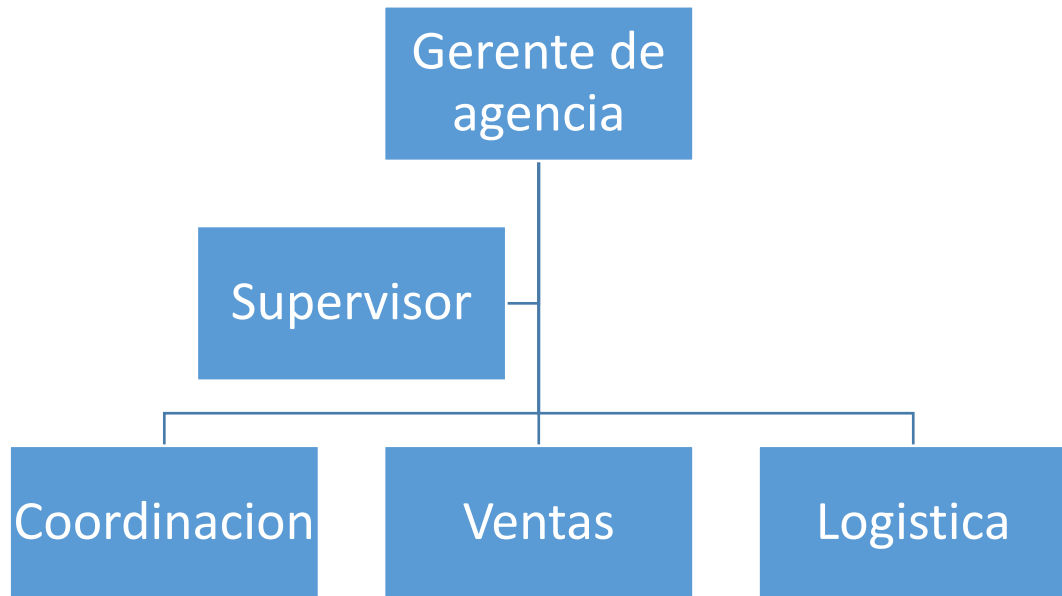 Gerente de
agencia
Supervisor
Coordinacion
Ventas
Logistica